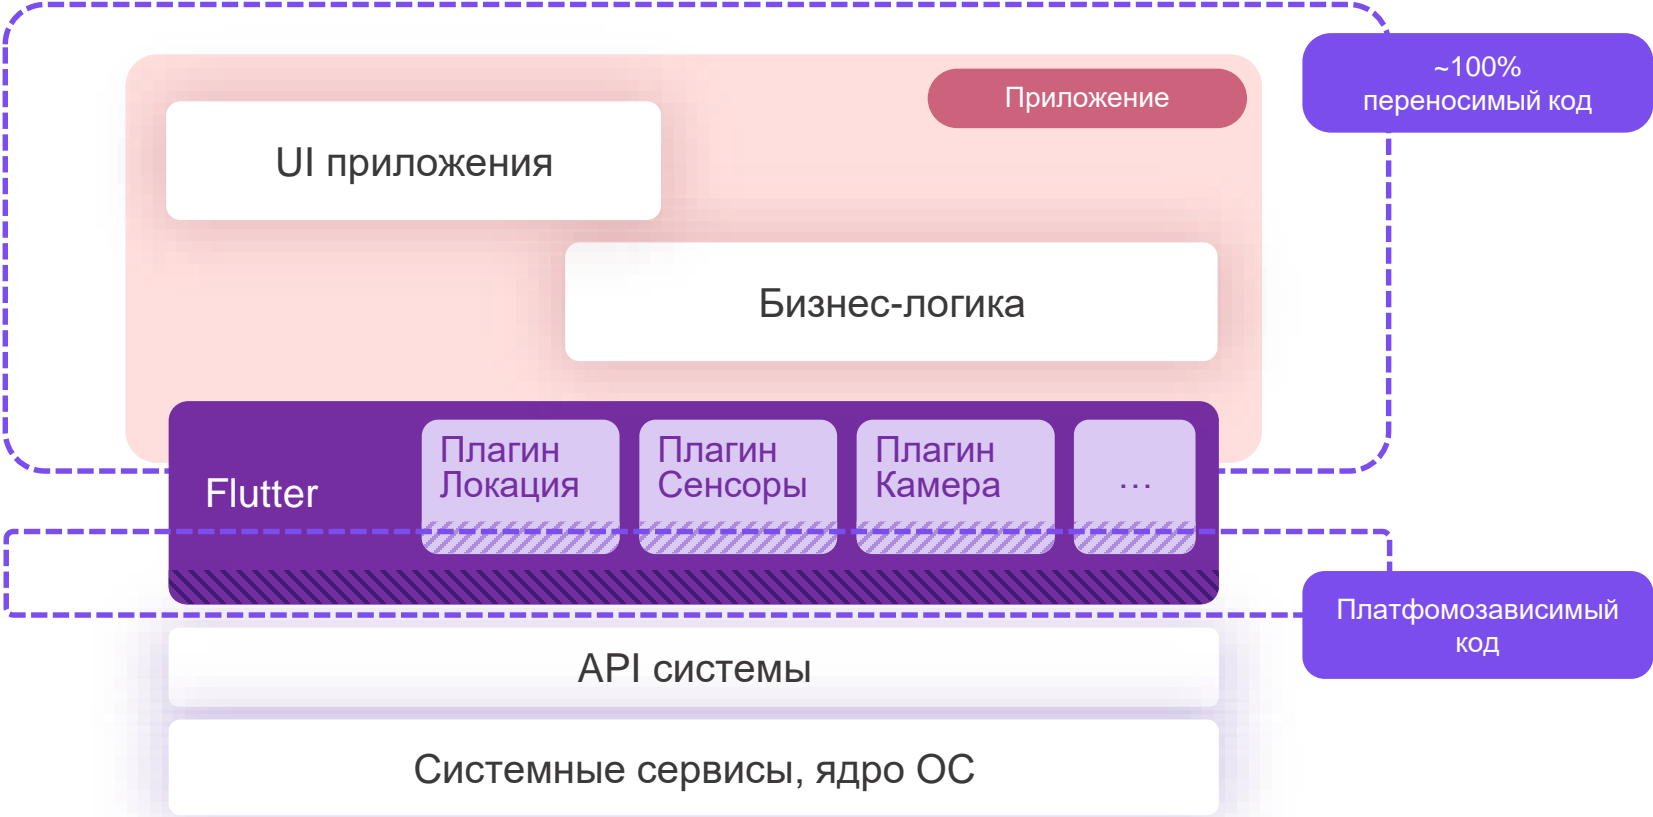 ~100%
переносимый код
Приложение
UI приложения
Бизнес-логика
Flutter
Плагин
Локация
Плагин
Сенсоры
Плагин
Камера
...
Платфомозависимый
код
API системы
Системные сервисы, ядро ОС